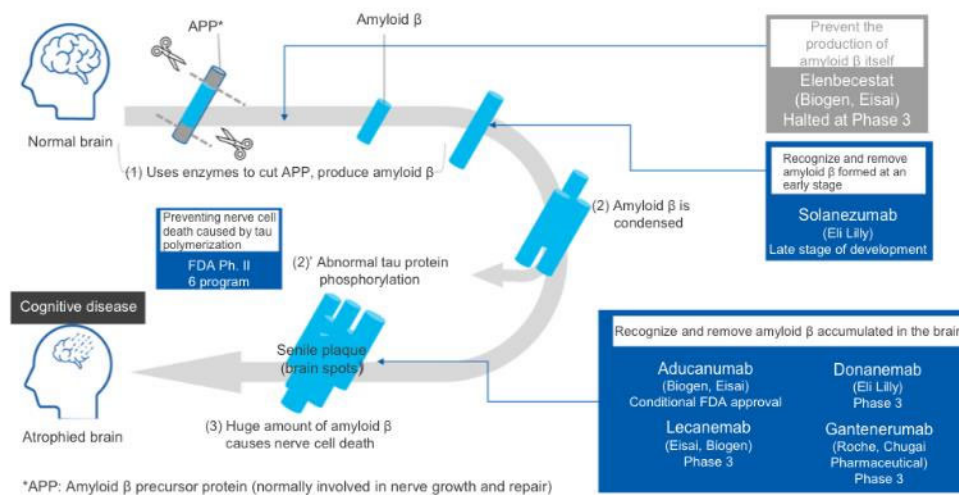 APP*
Amyloid β
Prevent the
production of
amyloid β itself
Elenbecestat
(Biogen, Eisai)
Halted at Phase 3
Normal brain
(1) Uses enzymes to cut APP, produce amyloid β
Recognize and remove
amyloid β formed at an
early stage
Solanezumab
(Eli Lilly)
Late stage of development
(2) Amyloid β is
condensed
Preventing nerve cell
death caused by tau
polymerization
FDA Ph. II
6 program
(2)' Abnormal tau protein
phosphorylation
Cognitive disease
Senile plaque
(brain spots)
Atrophied brain
(3) Huge amount of amyloid β
causes nerve cell death
Recognize and remove amyloid β accumulated in the brain
Aducanumab
(Biogen, Eisai)
Conditional FDA approval
Donanemab
(Eli Lilly)
Phase 3
Lecanemab
(Eisai, Biogen)
Phase 3
Gantenerumab
(Roche, Chugai
Pharmaceutical)
Phase 3
*APP: Amyloid β precursor protein (normally involved in nerve growth and repair)